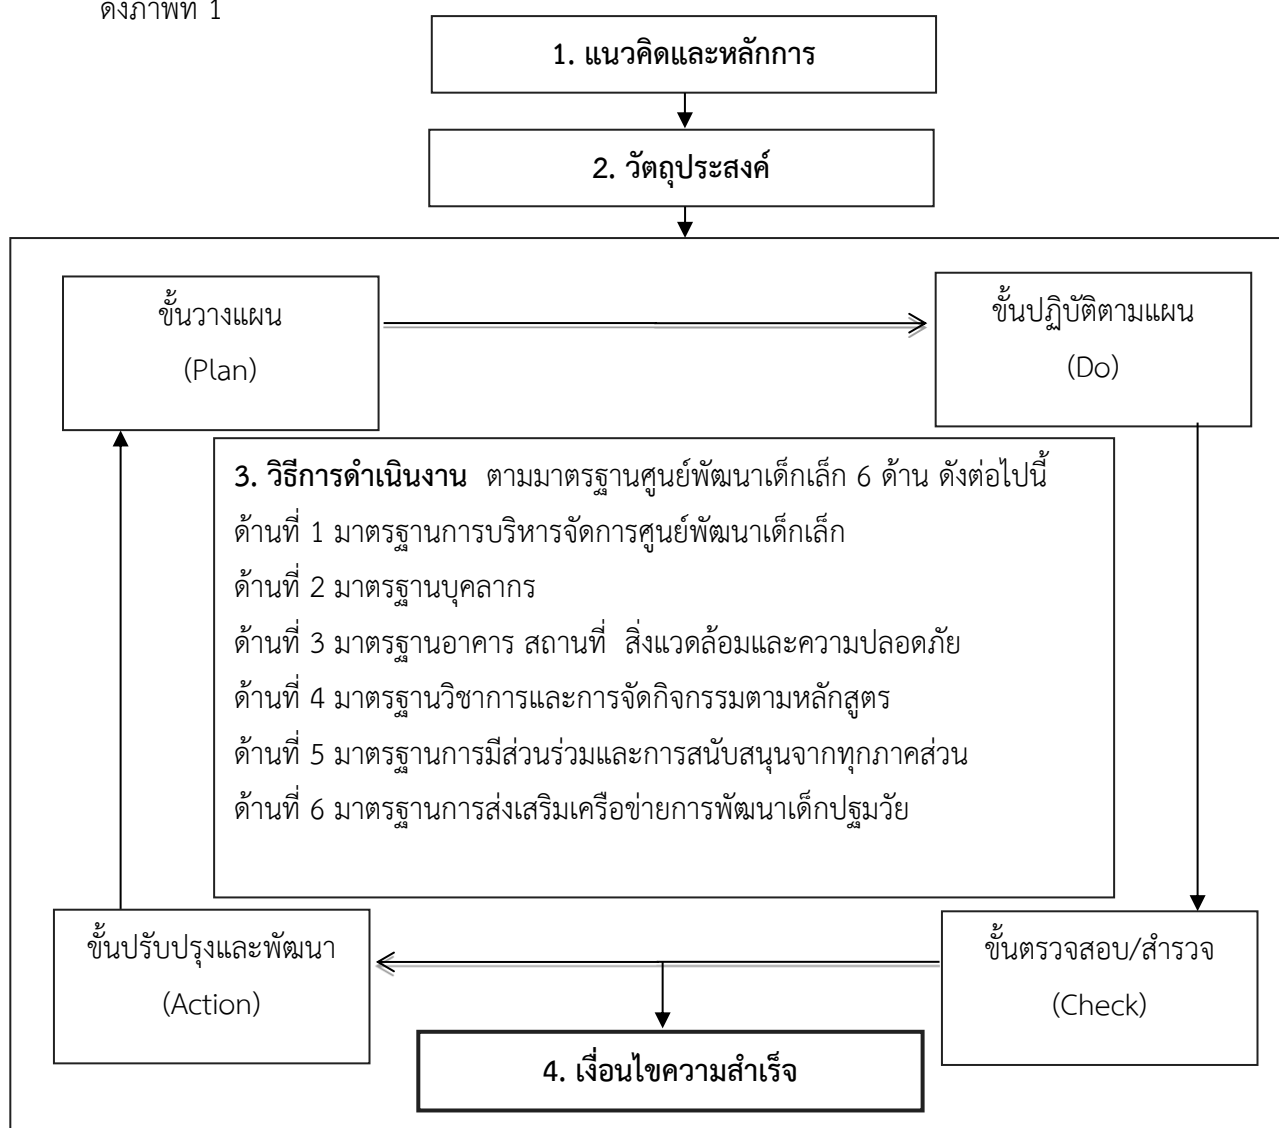 ดังภาพที่ 1
1. แนวคิดและหลักการ
2. วัตถุประสงค์
ขั้นวางแผน
(Plan)
ขั้นปฏิบัติตามแผน
(Do)
3. วิธีการดำเนินงาน ตามมาตรฐานศูนย์พัฒนาเด็กเล็ก 6 ด้าน ดังต่อไปนี้
ด้านที่ 1 มาตรฐานการบริหารจัดการศูนย์พัฒนาเด็กเล็ก
ด้านที่ 2 มาตรฐานบุคลากร
ด้านที่ 3 มาตรฐานอาคาร สถานที่ สิ่งแวดล้อมและความปลอดภัย
ด้านที่ 4 มาตรฐานวิชาการและการจัดกิจกรรมตามหลักสูตร
ด้านที่ 5 มาตรฐานการมีส่วนร่วมและการสนับสนุนจากทุกภาคส่วน
ด้านที่ 6 มาตรฐานการส่งเสริมเครือข่ายการพัฒนาเด็กปฐมวัย
ขั้นปรับปรุงและพัฒนา
(Action)
ขั้นตรวจสอบ/สำรวจ
(Check)
4. เงื่อนไขความสำเร็จ